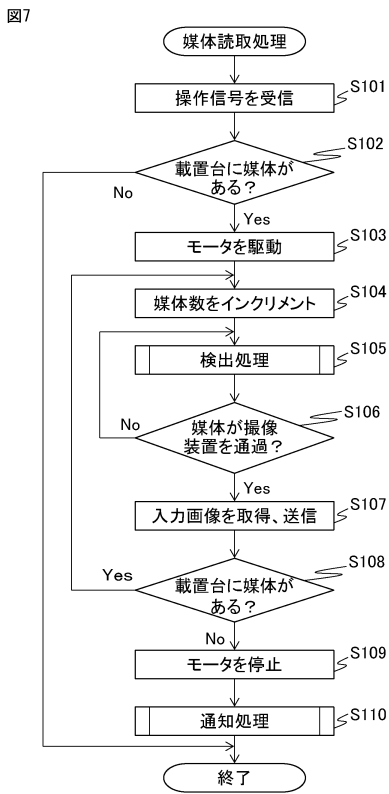 図7
媒体読取処理
操作信号を受信
S101
載置台に媒体が
ある？
S102
No
Yes
モータを駆動
S103
媒体数をインクリメント
S104
検出処理
S105
媒体が撮像
装置を通過？
S106
No
Yes
入力画像を取得、送信
S107
載置台に媒体が
ある？
S108
Yes
No
モータを停止
S109
通知処理
S110
終了